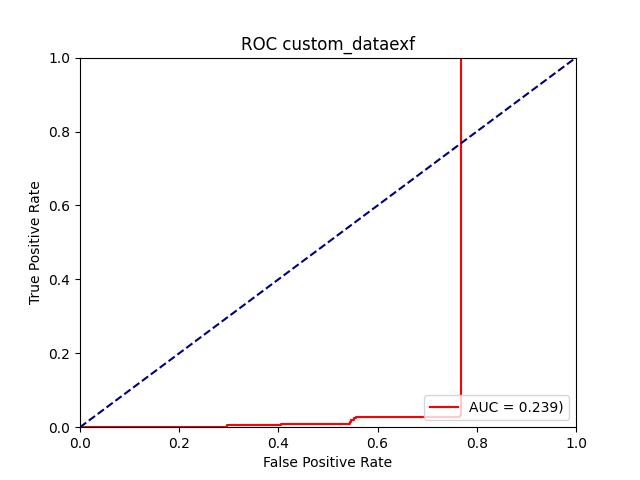 ROC custom_dataexf
1.0
0.8
0.6
0.4
0.2
0.0
True Positive Rate
AUC = 0.239)
0.0 0.2 0.4 0.6 0.8 1.0
False Positive Rate